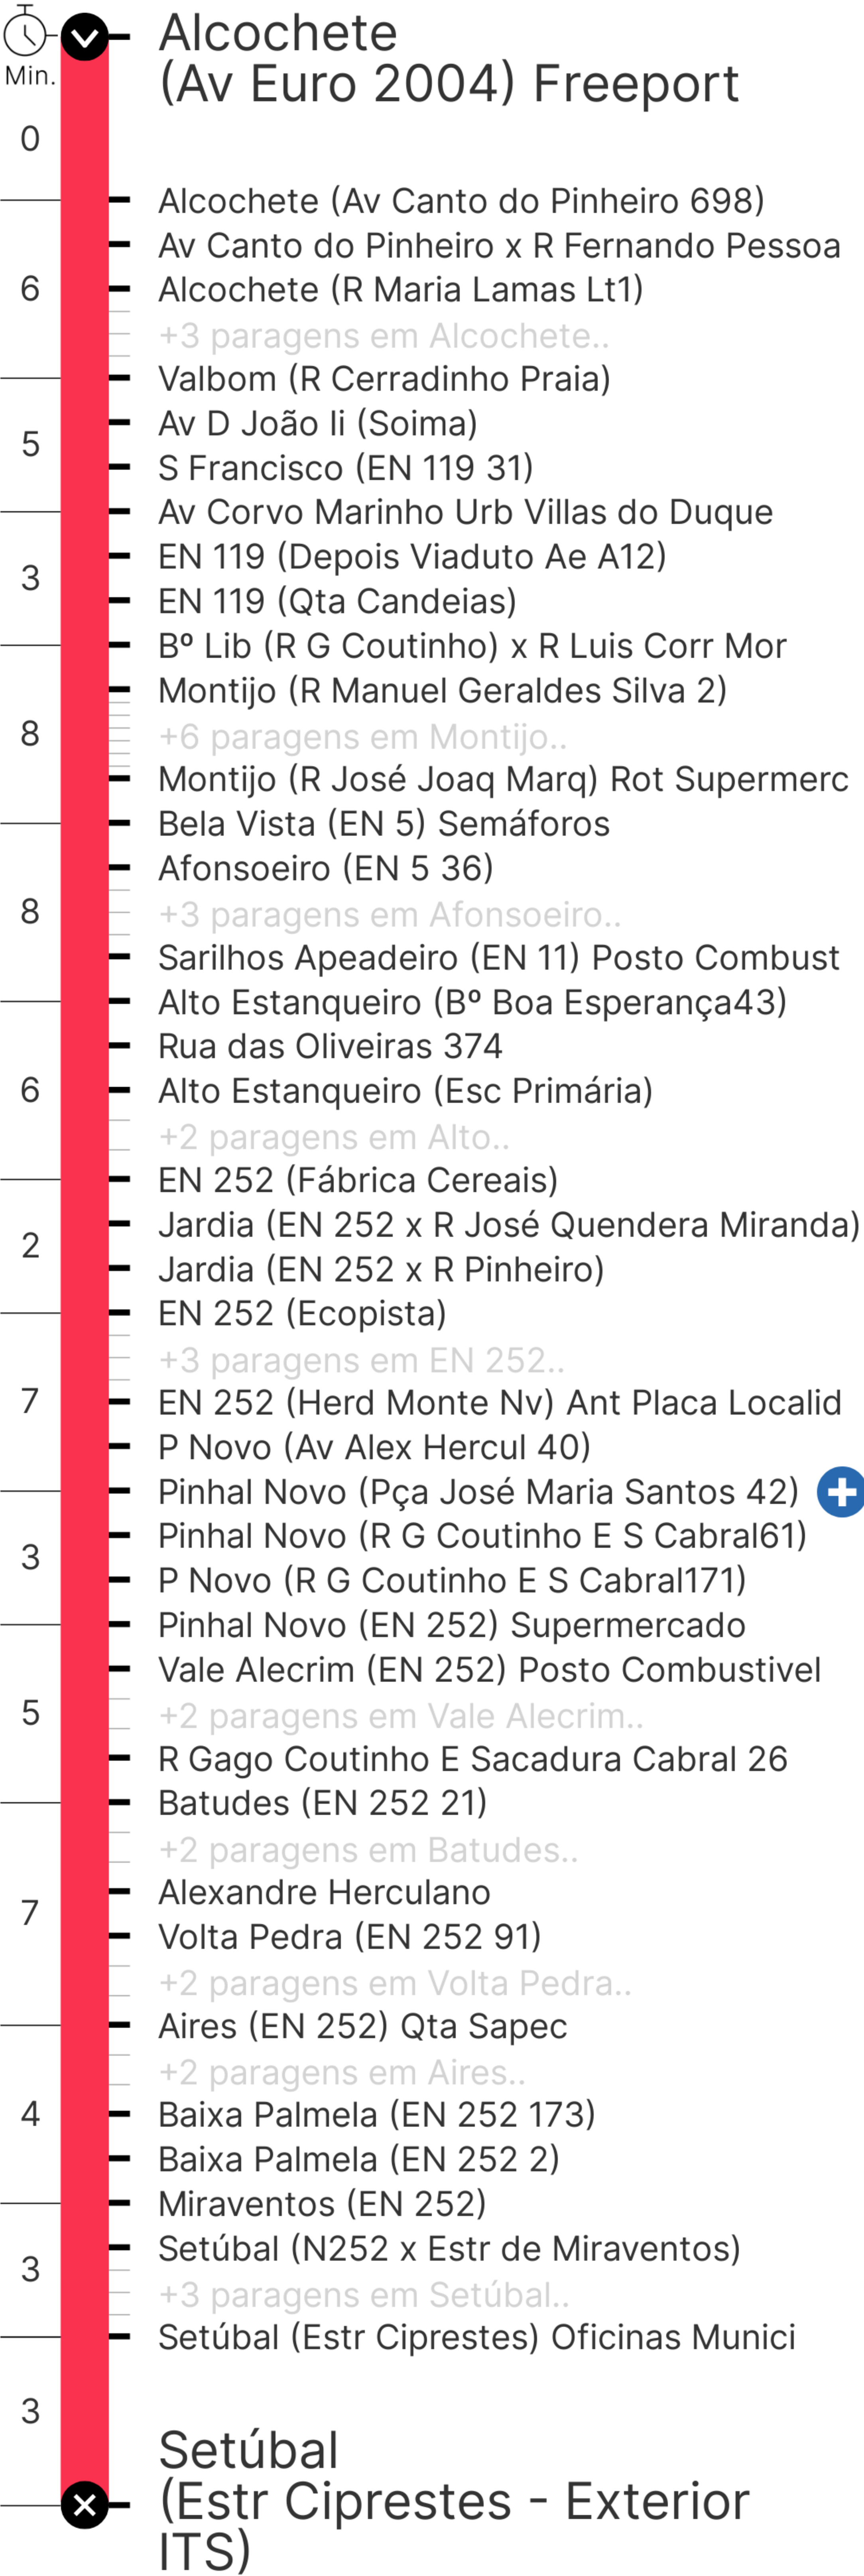 Alcochete
(Av Euro 2004) Freeport
Min.
0
Alcochete (Av Canto do Pinheiro 698)
Av Canto do Pinheiro x R Fernando Pessoa
6
Alcochete (R Maria Lamas Lt1)
+3 paragens em Alcochete..
Valbom (R Cerradinho Praia)
Av D João Ii (Soima)
5
S Francisco (EN 119 31)
Av Corvo Marinho Urb Villas do Duque
EN 119 (Depois Viaduto Ae A12)
3
EN 119 (Qta Candeias)
Bº Lib (R G Coutinho) x R Luis Corr Mor
Montijo (R Manuel Geraldes Silva 2)
8
+6 paragens em Montijo..
Montijo (R José Joaq Marq) Rot Supermerc
Bela Vista (EN 5) Semáforos
Afonsoeiro (EN 5 36)
8
+3 paragens em Afonsoeiro..
Sarilhos Apeadeiro (EN 11) Posto Combust
Alto Estanqueiro (Bº Boa Esperança43)
Rua das Oliveiras 374
6
Alto Estanqueiro (Esc Primária)
+2 paragens em Alto..
EN 252 (Fábrica Cereais)
Jardia (EN 252 x R José Quendera Miranda)
2
Jardia (EN 252 x R Pinheiro)
EN 252 (Ecopista)
+3 paragens em EN 252..
7
EN 252 (Herd Monte Nv) Ant Placa Localid
P Novo (Av Alex Hercul 40)
Pinhal Novo (Pça José Maria Santos 42)
Pinhal Novo (R G Coutinho E S Cabral61)
3
P Novo (R G Coutinho E S Cabral171)
Pinhal Novo (EN 252) Supermercado
Vale Alecrim (EN 252) Posto Combustivel
5
+2 paragens em Vale Alecrim..
R Gago Coutinho E Sacadura Cabral 26
Batudes (EN 252 21)
+2 paragens em Batudes..
Alexandre Herculano
7
Volta Pedra (EN 252 91)
+2 paragens em Volta Pedra..
Aires (EN 252) Qta Sapec
+2 paragens em Aires..
4
Baixa Palmela (EN 252 173)
Baixa Palmela (EN 252 2)
Miraventos (EN 252)
Setúbal (N252 x Estr de Miraventos)
3
+3 paragens em Setúbal..
Setúbal (Estr Ciprestes) Oficinas Munici
3
Setúbal
(Estr Ciprestes - Exterior
ITS)